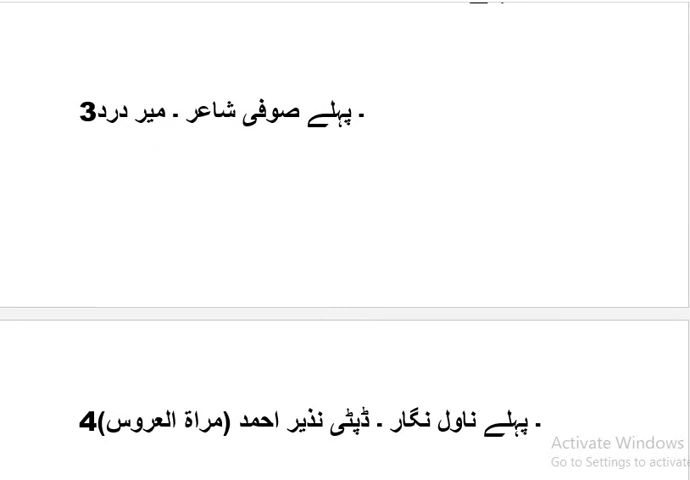 3۔ پہلے صوفی شاعر ۔ میر درد
4۔ پہلے ناول نگار ۔ ڈپٹی نذیر احمد (مراۃ العروس)
Activate Windows
Go to Settings to activate